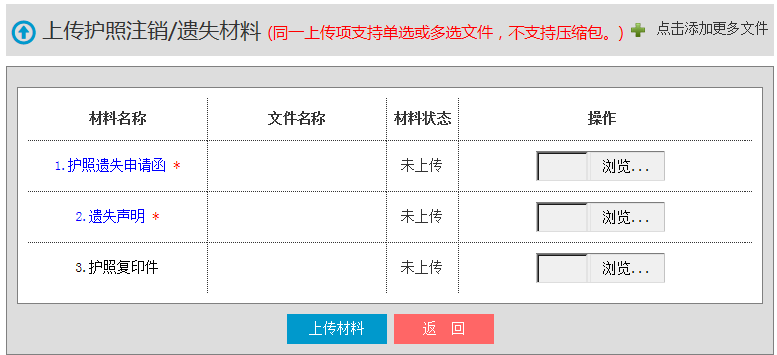 上传护照注销/遗失材料 (同一上传项支持单选或多选文件，不支持压缩包。) 点击添加更多文件
材料名称 文件名称 材料状态 操作
1.护照遗失申请函 * 未上传 浏览...
2.遗失声明 * 未上传 浏览...
3.护照复印件 未上传 浏览...
上传材料 返 回